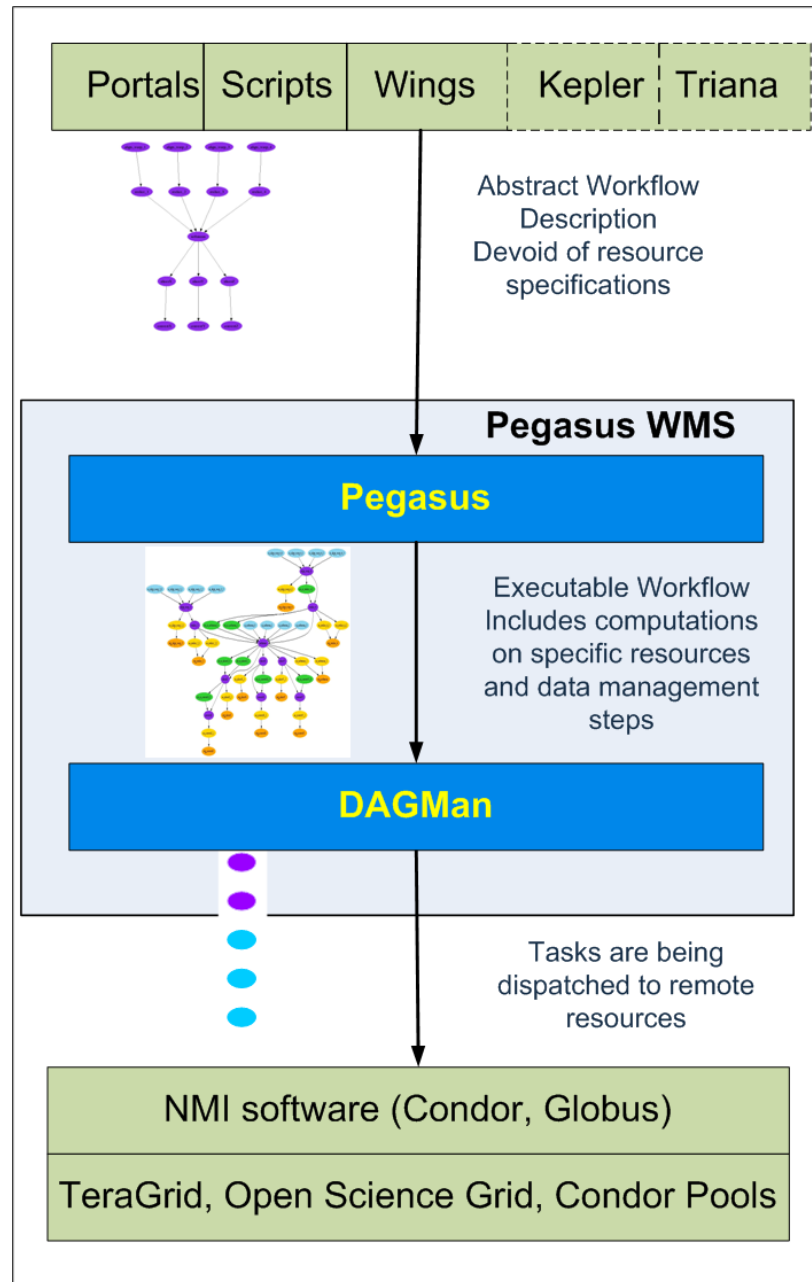 Portals Scripts Wings Kepler Triana
Abstract Workflow
Description
Devoid of resource
specifications
Pegasus WMS
Pegasus
Executable Workflow
Includes computations
on specific resources
and data management
steps
DAGMan
Tasks are being
dispatched to remote
resources
NMI software (Condor, Globus)
TeraGrid, Open Science Grid, Condor Pools